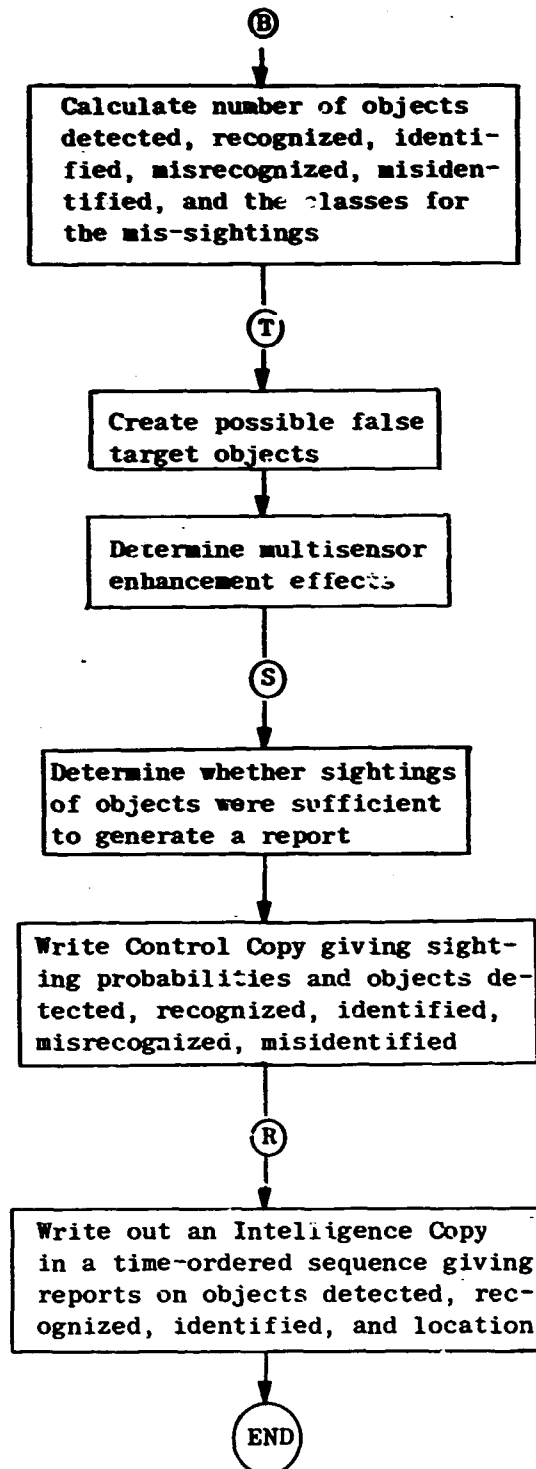 B
Calculate number of objects
detected, recognized, identi-
fied, misrecognized, misiden-
tified, and the classes for
the mis-sightings
T
Create possible false
target objects
Determine multisensor
enhancement effects
S
Determine whether sightings
of objects were sufficient
to generate a report
Write Control Copy giving sight-
ing probabilities and objects de-
tected, recognized, identified,
misrecognized, misidentified
R
Write out an Intelligence Copy
in a time-ordered sequence giving
reports on objects detected, rec-
ognized, identified, and location
END